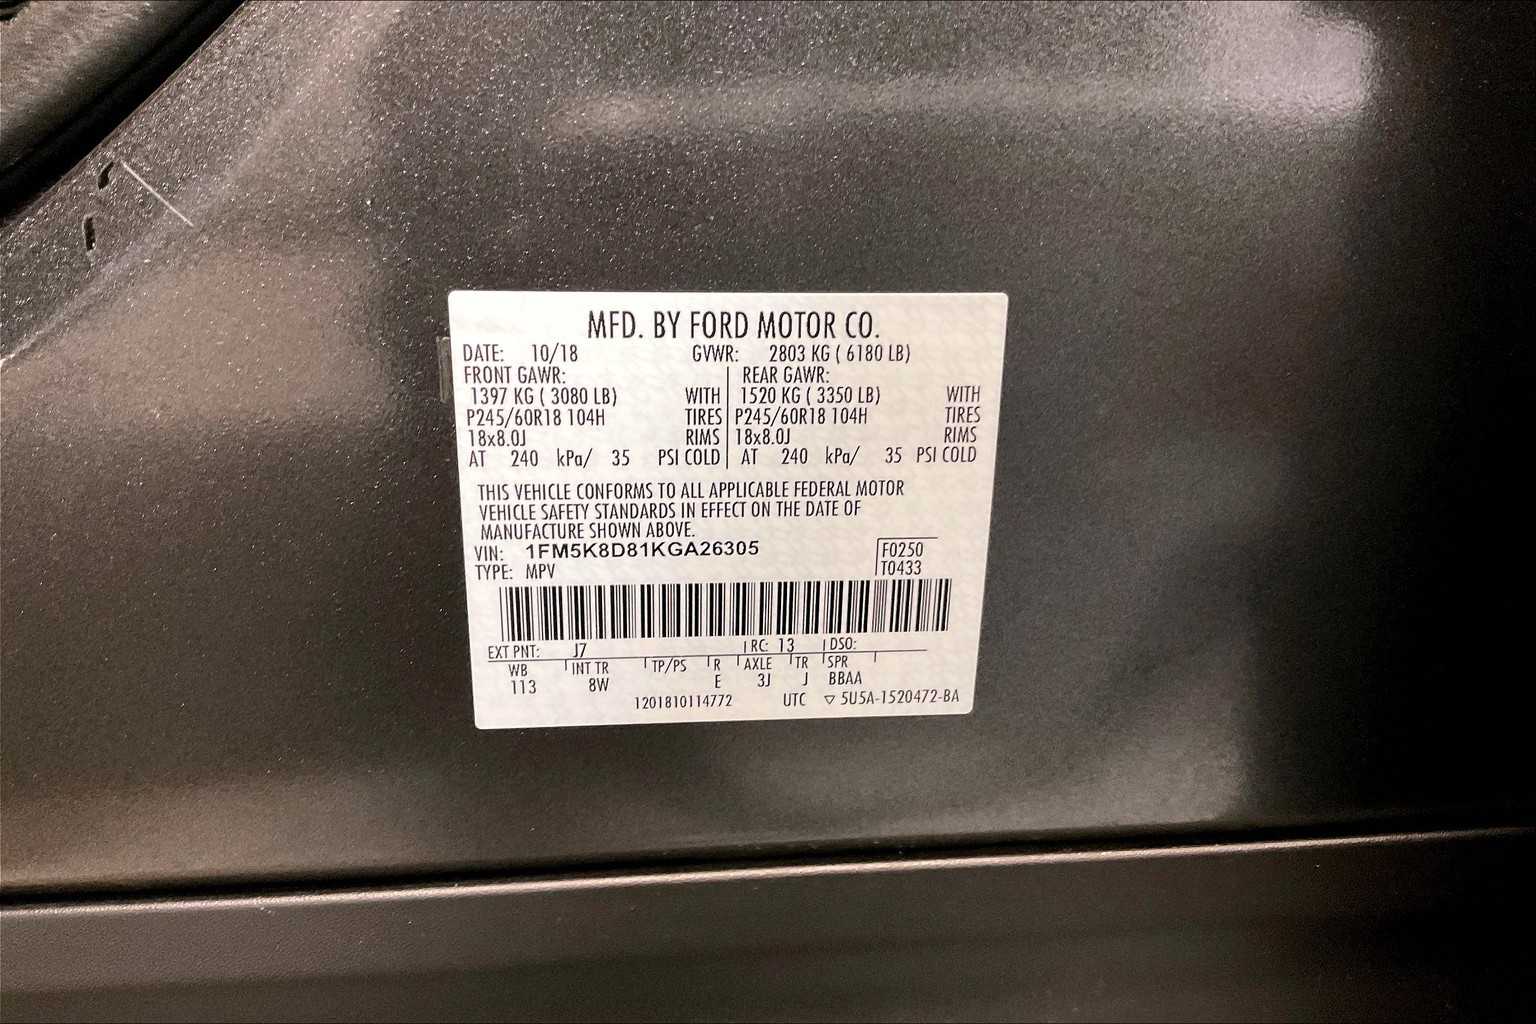 MFD. BY FORD MOTOR CO.
DATE: 10/18 GVWR: 2803 KG ( 6180 LB)
FRONT GAWR: REAR GAWR:
1397 KG ( 3080 LB) WITH 1520 KG ( 3350 LB) WITH
P245/60R18 104H TIRES P245/60R18 104H TIRES
18x8.0J RIMS 18x8.0J RIMS
AT 240 kPa/ 35 PSI COLD AT 240 kPa/ 35 PSI COLD
THIS VEHICLE CONFORMS TO ALL APPLICABLE FEDERAL MOTOR
VEHICLE SAFETY STANDARDS IN EFFECT ON THE DATE OF
MANUFACTURE SHOWN ABOVE.
VIN: 1FM5K8D81KGA26305 F0250
TYPE: MPV T0433
EXT PNT: J7 RC: 13 DSO:
WB INT TR TP/PS R AXLE TR SPR
113 8W E 3J J BBAA
1201810114772 UTC ▽ 5U5A-1520472-BA